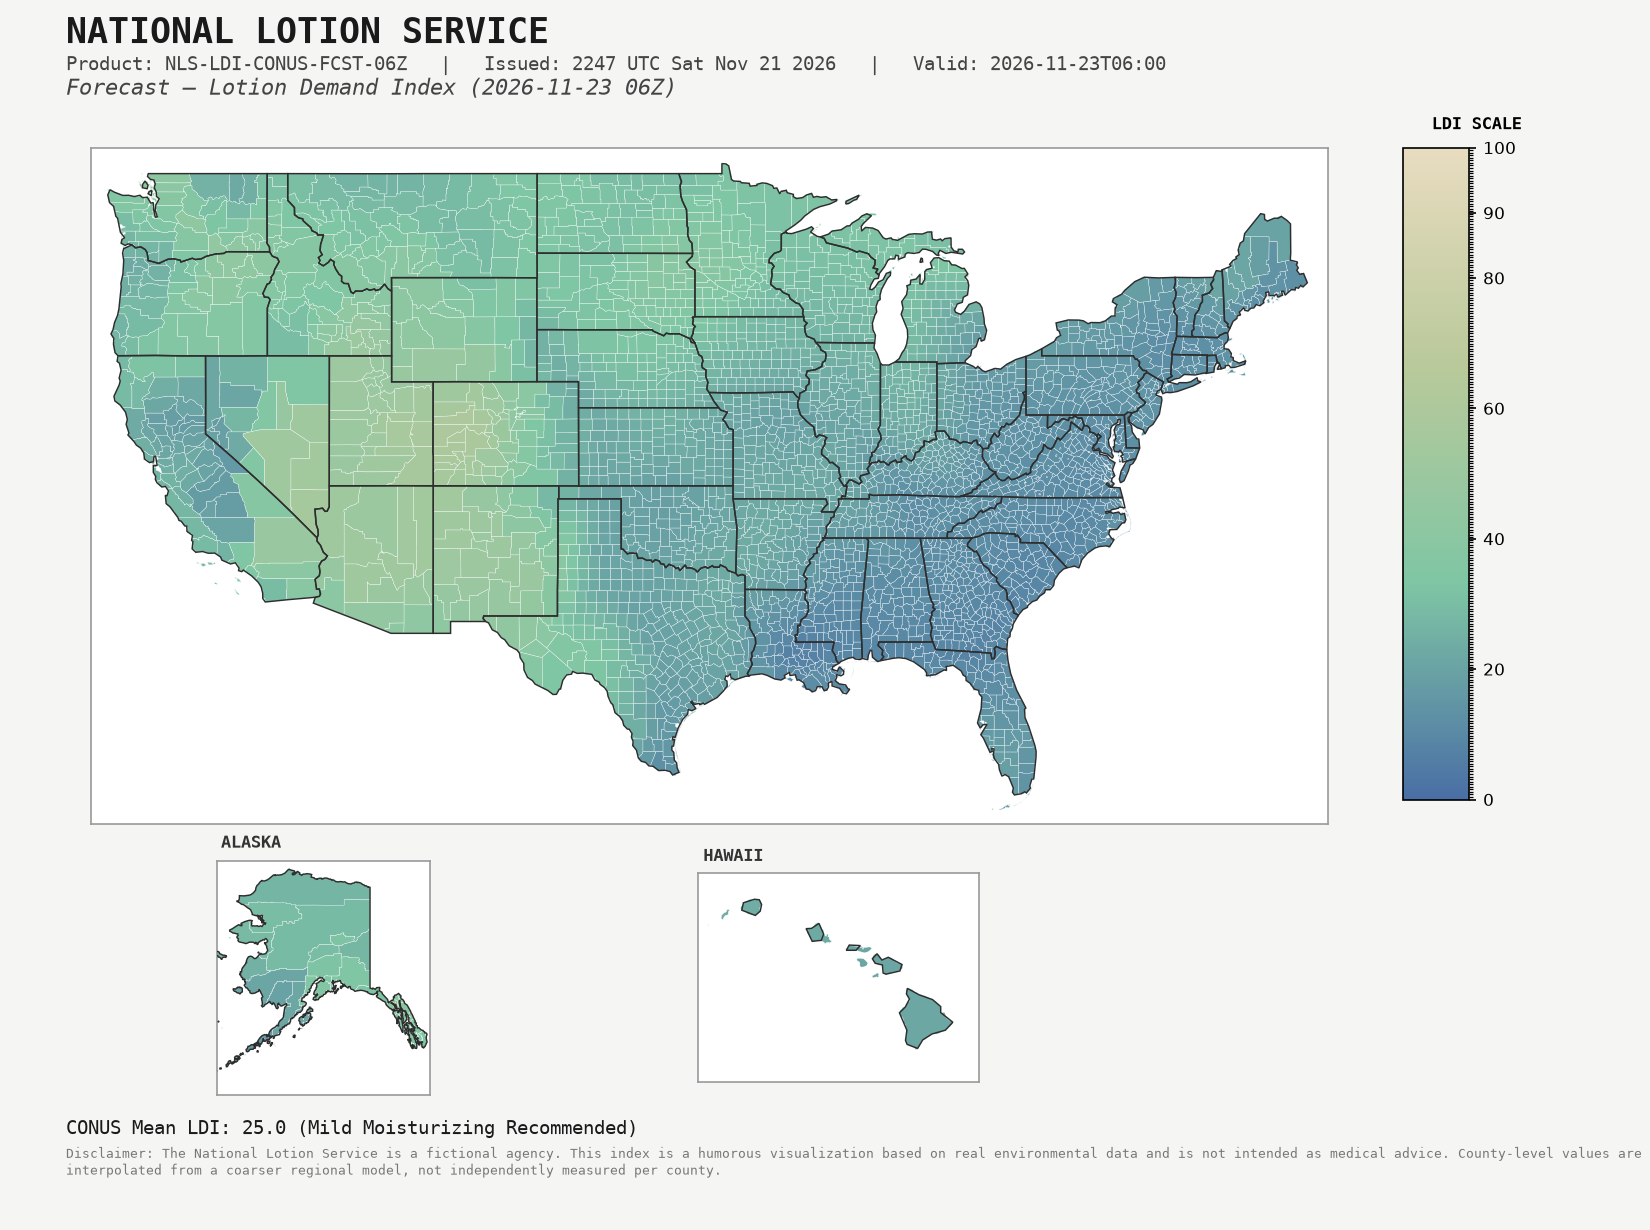 NATIONAL LOTION SERVICE
Product: NLS-LDI-CONUS-FCST-06Z | Issued: 2247 UTC Sat Nov 21 2026 | Valid: 2026-11-23T06:00
Forecast — Lotion Demand Index (2026-11-23 06Z)
LDI SCALE
100
90
80
60
40
20
0
ALASKA
HAWAII
CONUS Mean LDI: 25.0 (Mild Moisturizing Recommended)
Disclaimer: The National Lotion Service is a fictional agency. This index is a humorous visualization based on real environmental data and is not intended as medical advice. County-level values are
interpolated from a coarser regional model, not independently measured per county.